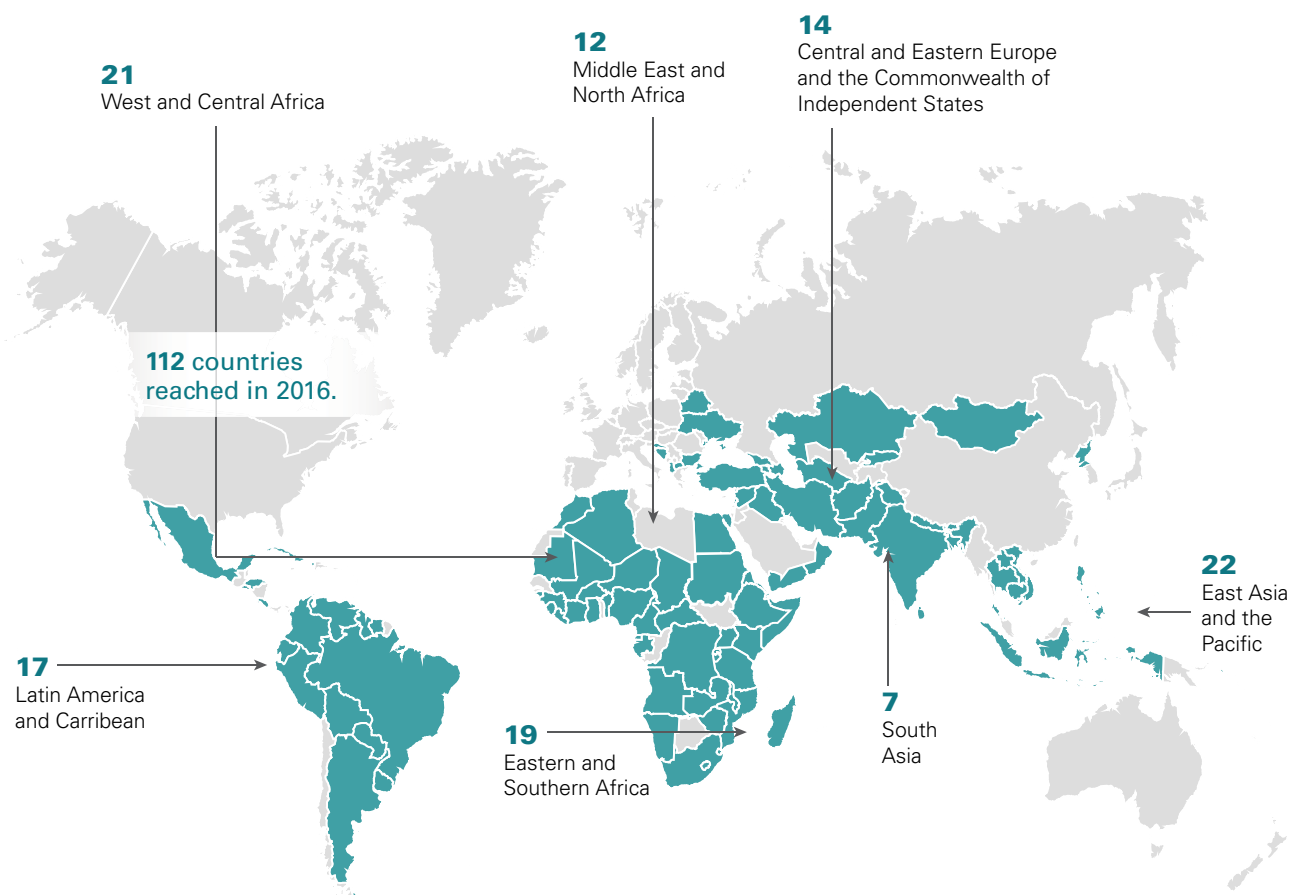 21
West and Central Africa
12
Middle East and
North Africa
14
Central and Eastern Europe
and the Commonwealth of
Independent States
112 countries
reached in 2016.
22
East Asia
and the
Pacific
17
Latin America
and Carribean
19
Eastern and
Southern Africa
7
South
Asia